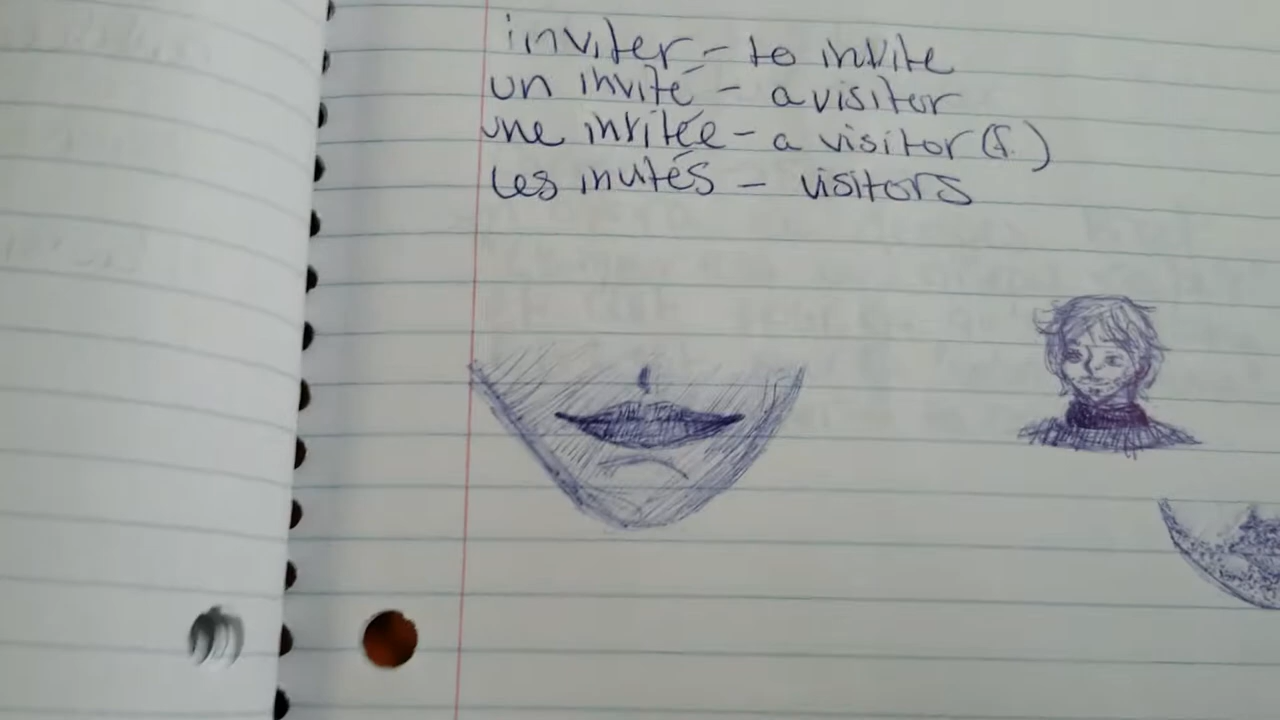 inviter - to invite
un invité - a visitor
une invitée - a visitor (f.)
les invités - visitors